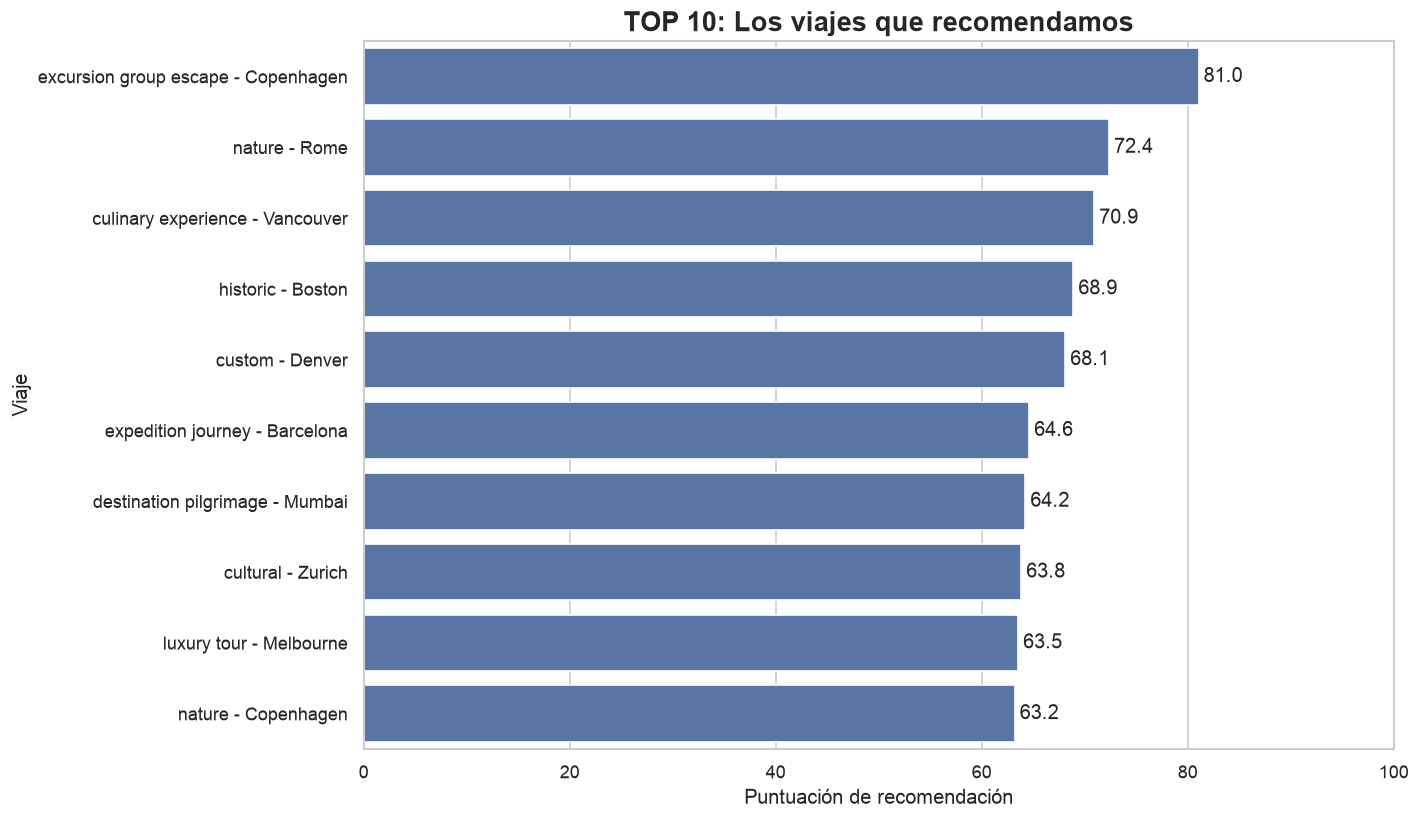 TOP 10: Los viajes que recomendamos
excursion group escape - Copenhagen
81.0
nature - Rome
72.4
culinary experience - Vancouver
70.9
historic - Boston
68.9
custom - Denver
68.1
expedition journey - Barcelona
64.6
destination pilgrimage - Mumbai
64.2
cultural - Zurich
63.8
luxury tour - Melbourne
63.5
nature - Copenhagen
63.2
Viaje
0 20 40 60 80 100
Puntuación de recomendación